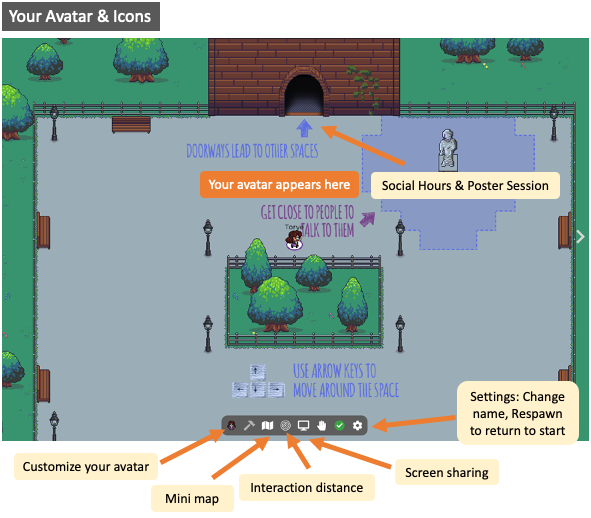 Your Avatar & Icons
DOORWAYS LEAD TO OTHER SPACES
Your avatar appears here
Social Hours & Poster Session
GET CLOSE TO PEOPLE TO
TALK TO THEM
USE ARROW KEYS TO
MOVE AROUND THE SPACE
Settings: Change
name, Respawn
to return to start
Customize your avatar
Mini map
Interaction distance
Screen sharing